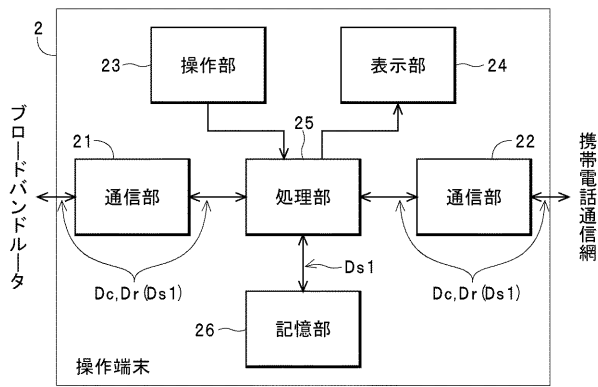 2
23
操作部
表示部
24
25
21
通信部
処理部
22
通信部
ブロードバンドルータ
携帯電話通信網
Dc,Dr(Ds1)
Ds1
Dc,Dr(Ds1)
26
記憶部
操作端末